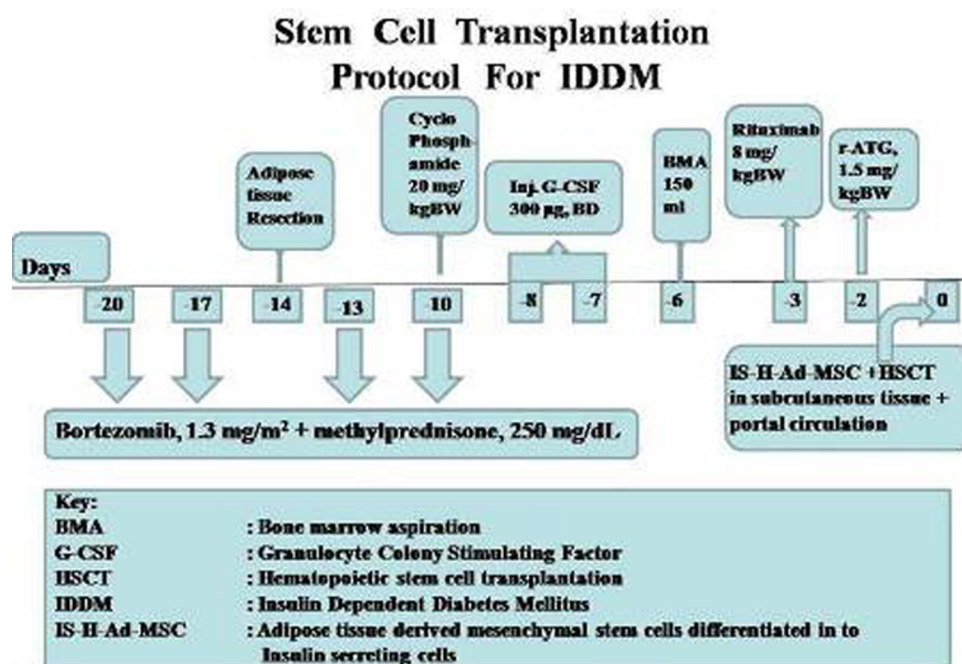 Stem Cell Transplantation
Protocol For IDDM
Adipose
tissue
Resection
Cyclo
Phosph-
amide
20 mg/
kgBW
Inj. G-CSF
300 µg, BD
BMA
150
ml
Rituximab
8 mg/
kgBW
r-ATG,
1.5 mg/
kgBW
Days
-20
-17
-14
-13
-10
-8
-7
-6
-3
-2
0
IS-H-Ad-MSC +HSCT
in subcutaneous tissue +
portal circulation
Bortezomib, 1.3 mg/m² + methylprednisone, 250 mg/dL
Key:
BMA : Bone marrow aspiration
G-CSF : Granulocyte Colony Stimulating Factor
HSCT : Hematopoietic stem cell transplantation
IDDM : Insulin Dependent Diabetes Mellitus
IS-H-Ad-MSC : Adipose tissue derived mesenchymal stem cells differentiated in to
Insulin secreting cells